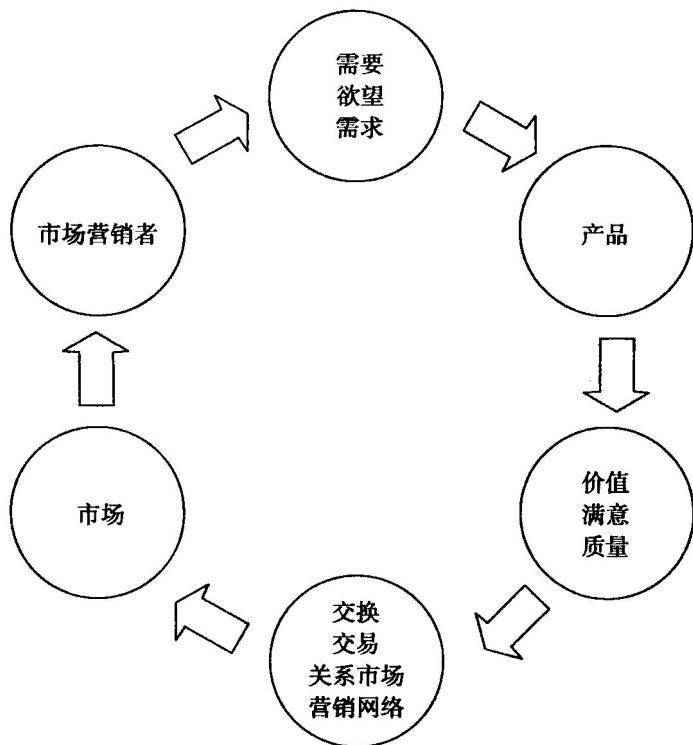 需要
欲望
需求
产品
价值
满意
质量
交换
交易
关系市场
营销网络
市场
市场营销者